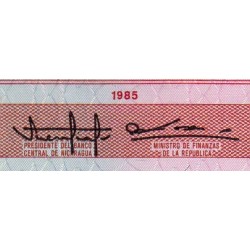 1985
PRESIDENTE DEL BANCO
CENTRAL DE NICARAGUA
MINISTRO DE FINANZAS
DE LA REPUBLICA